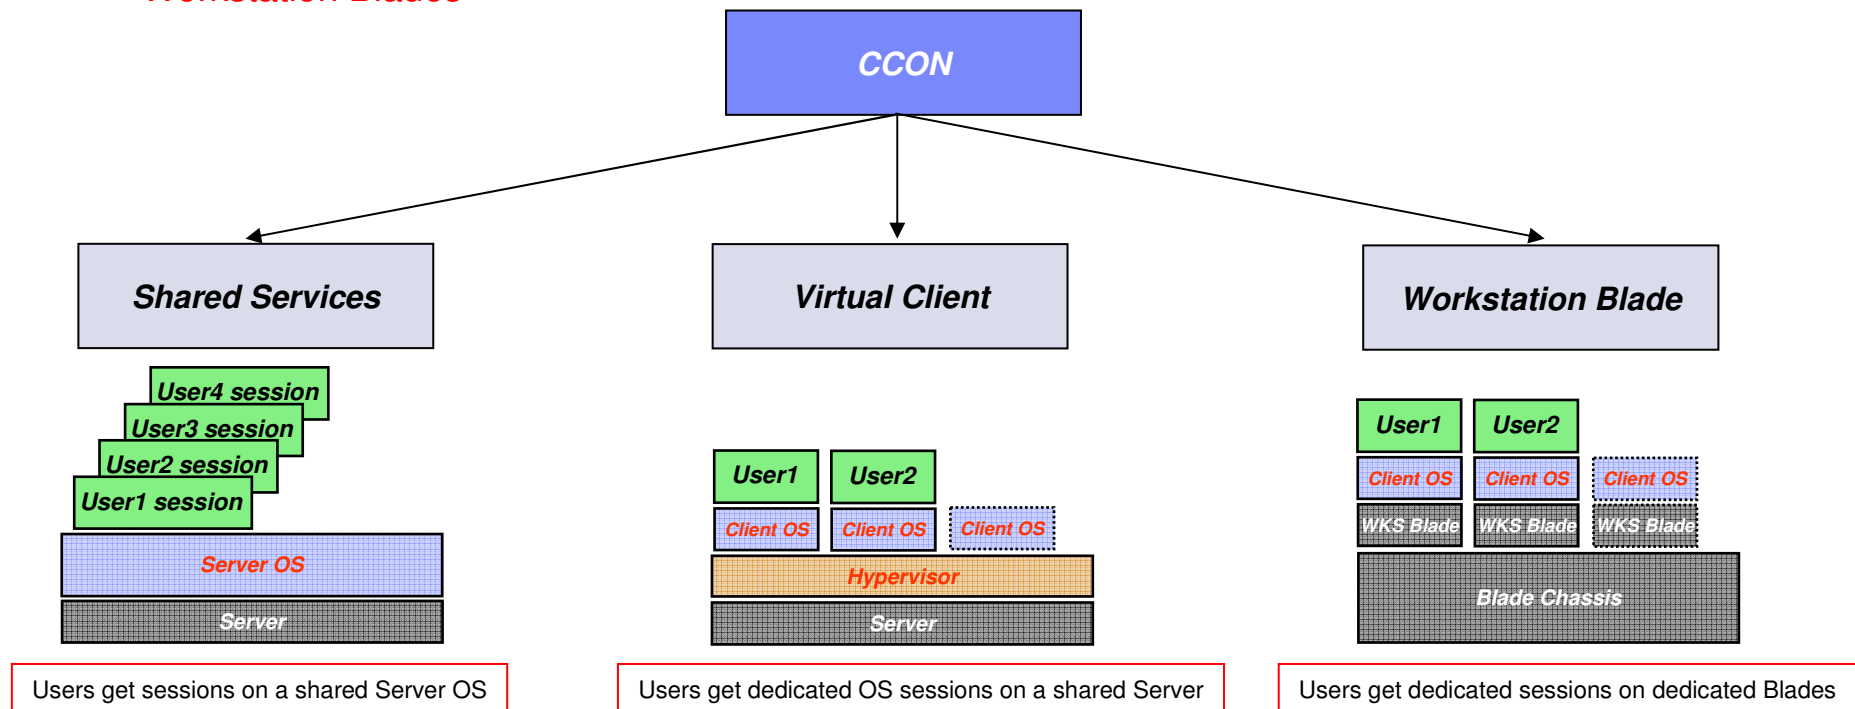 Workstation Blades
CCON
Shared Services
Virtual Client
Workstation Blade
User4 session
User3 session
User2 session
User1 session
Server OS
Server
User1
User2
Client OS
Client OS
Client OS
Hypervisor
Server
User1
User2
Client OS
Client OS
Client OS
WKS Blade
WKS Blade
WKS Blade
Blade Chassis
Users get sessions on a shared Server OS
Users get dedicated OS sessions on a shared Server
Users get dedicated sessions on dedicated Blades